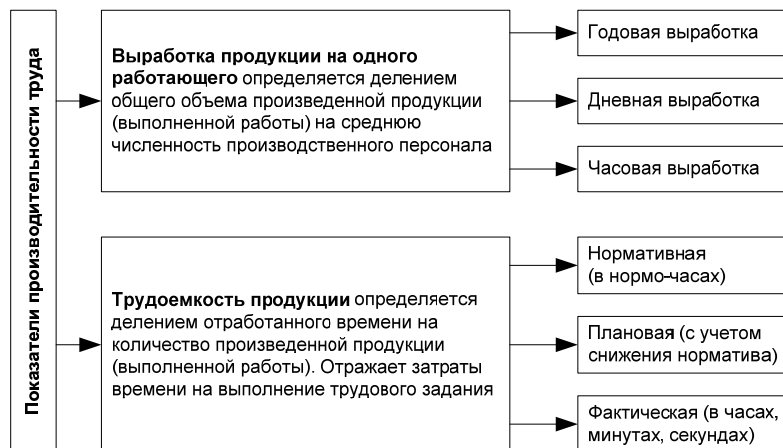 Показатели производительности труда
Выработка продукции на одного
работающего определяется делением
общего объема произведенной продукции
(выполненной работы) на среднюю
численность производственного персонала
Годовая выработка
Дневная выработка
Часовая выработка
Трудоемкость продукции определяется
делением отработанного времени на
количество произведенной продукции
(выполненной работы). Отражает затраты
времени на выполнение трудового задания
Нормативная
(в нормо-часах)
Плановая (с учетом
снижения норматива)
Фактическая (в часах,
минутах, секундах)